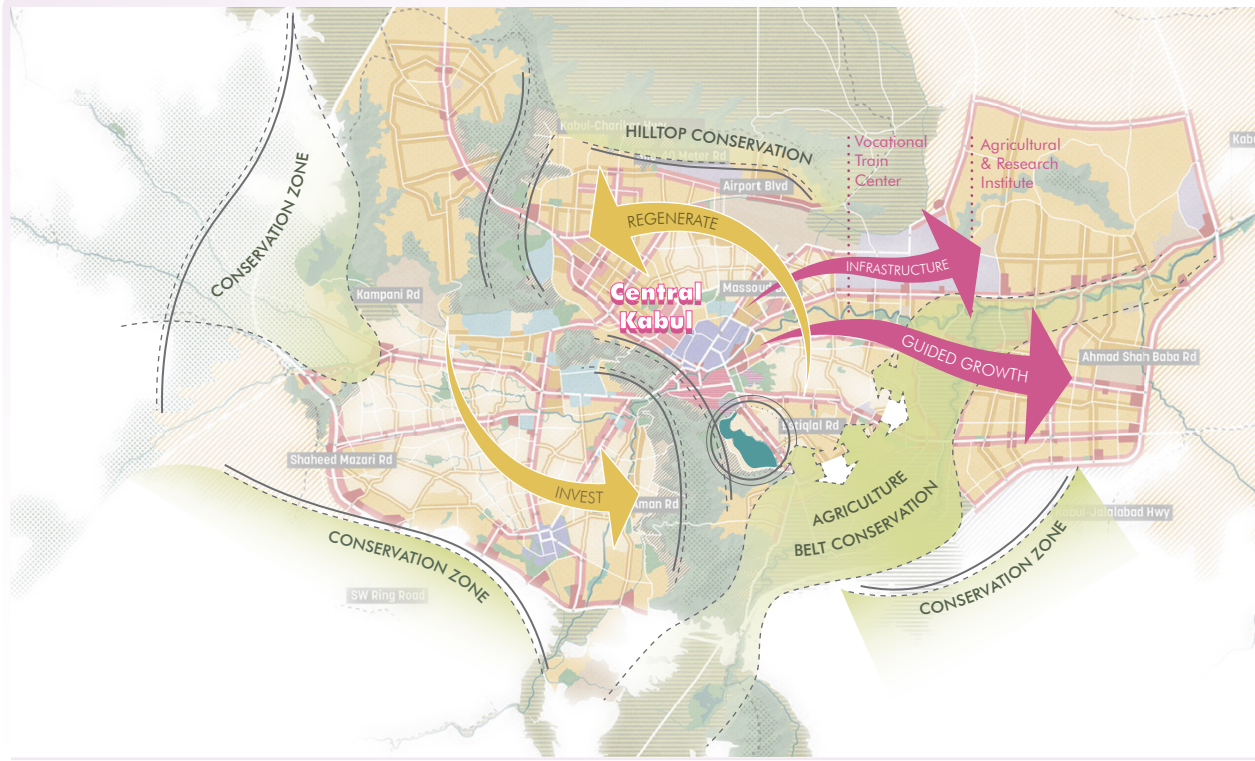 Kabul-Charikar Hwy
40 Meter Rd
HILLTOP CONSERVATION
Vocational
Train
Center
Agricultural
& Research
Institute
Airport Blvd
CONSERVATION ZONE
REGENERATE
INFRASTRUCTURE
Kampani Rd
Massoud
Central
Kabul
GUIDED GROWTH
Ahmad Shah Baba Rd
Estiqlal Rd
Shaheed Mazari Rd
INVEST
Aman Rd
AGRICULTURE
BELT CONSERVATION
Kabul-Jalalabad Hwy
CONSERVATION ZONE
CONSERVATION ZONE
SW Ring Road